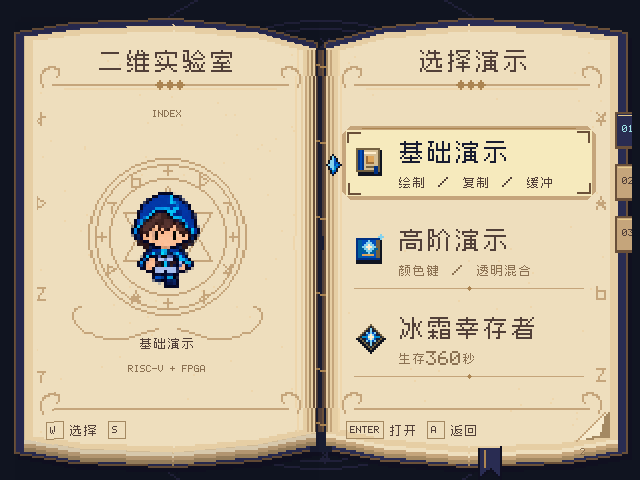 二维实验室
INDEX
基础演示
RISC-V + FPGA
W 选择 S
选择演示
基础演示
绘制 / 复制 / 缓冲
高阶演示
颜色键 / 透明混合
冰霜幸存者
生存360秒
ENTER 打开 A 返回
2
01
02
03